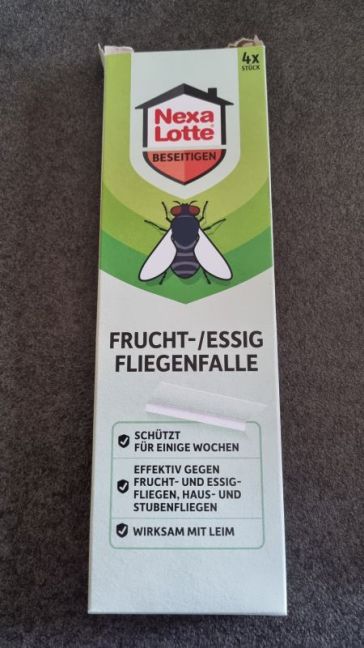 4x
STÜCK
Nexa
Lotte®
BESEITIGEN
FRUCHT-/ESSIG
FLIEGENFALLE
SCHÜTZT
FÜR EINIGE WOCHEN
EFFEKTIV GEGEN
FRUCHT- UND ESSIG-
FLIEGEN, HAUS- UND
STUBENFLIEGEN
WIRKSAM MIT LEIM